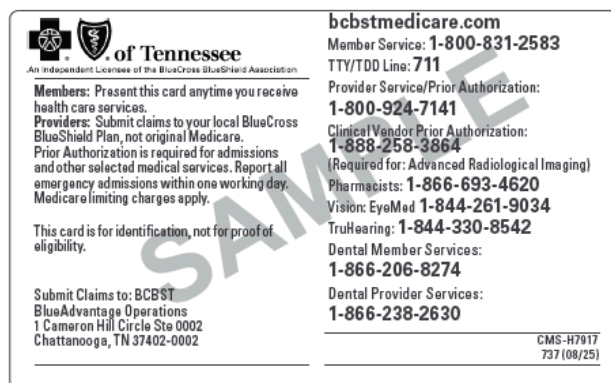 of Tennessee
An Independent Licensee of the BlueCross BlueShield Association
Members: Present this card anytime you receive
health care services.
Providers: Submit claims to your local BlueCross
BlueShield Plan, not original Medicare.
Prior Authorization is required for admissions
and other selected medical services. Report all
emergency admissions within one working day.
Medicare limiting charges apply.
This card is for identification, not for proof of
eligibility.
Submit Claims to: BCBST
BlueAdvantage Operations
1 Cameron Hill Circle Ste 0002
Chattanooga, TN 37402-0002
bcbstmedicare.com
Member Service: 1-800-831-2583
TTY/TDD Line: 711
Provider Service/Prior Authorization:
1-800-924-7141
Clinical Vendor Prior Authorization:
1-888-258-3864
(Required for: Advanced Radiological Imaging)
Pharmacists: 1-866-693-4620
Vision: EyeMed 1-844-261-9034
TruHearing: 1-844-330-8542
Dental Member Services:
1-866-206-8274
Dental Provider Services:
1-866-238-2630
CMS-H7917
737 (08/25)
SAMPLE